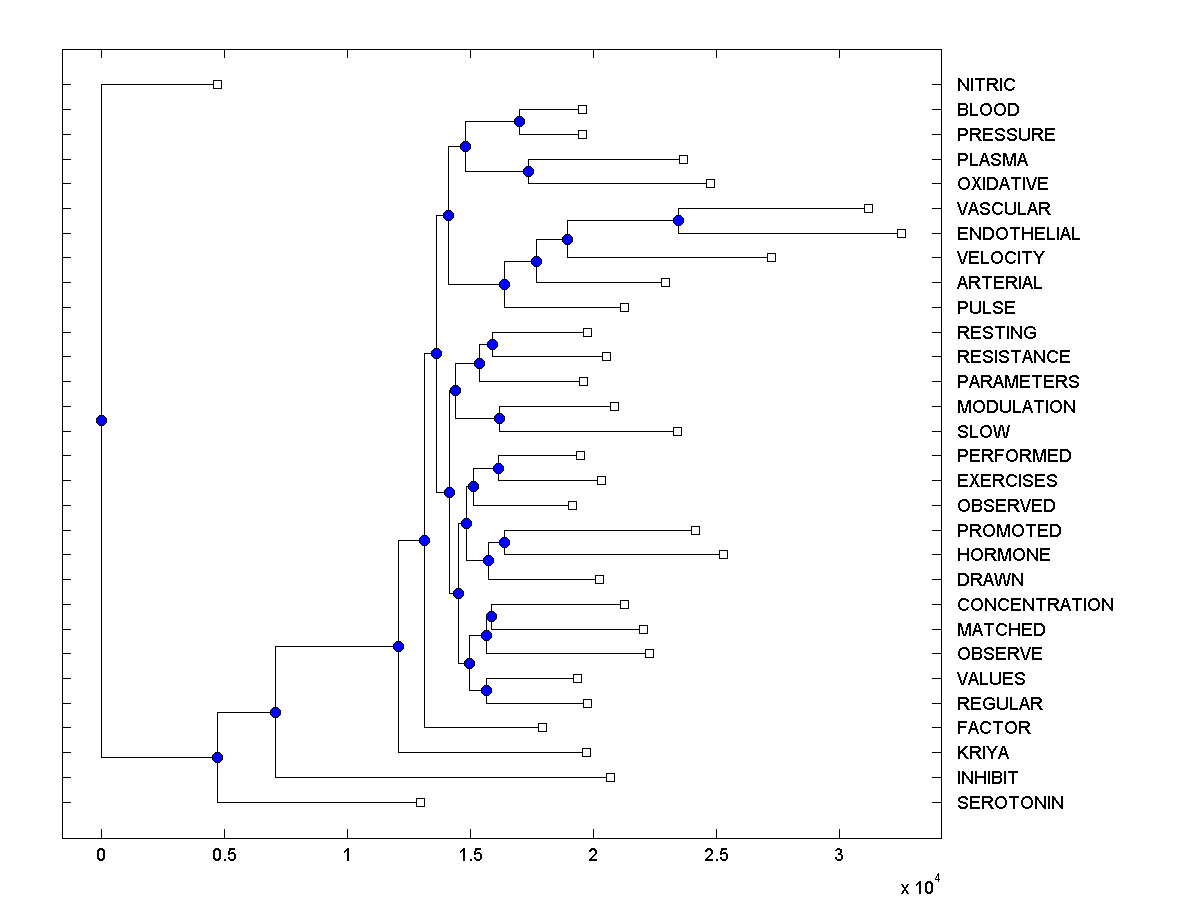 NITRIC
BLOOD
PRESSURE
PLASMA
OXIDATIVE
VASCULAR
ENDOTHELIAL
VELOCITY
ARTERIAL
PULSE
RESTING
RESISTANCE
PARAMETERS
MODULATION
SLOW
PERFORMED
EXERCISES
OBSERVED
PROMOTED
HORMONE
DRAWN
CONCENTRATION
MATCHED
OBSERVE
VALUES
REGULAR
FACTOR
KRIYA
INHIBIT
SEROTONIN
0 0.5 1 1.5 2 2.5 3
x 10^4